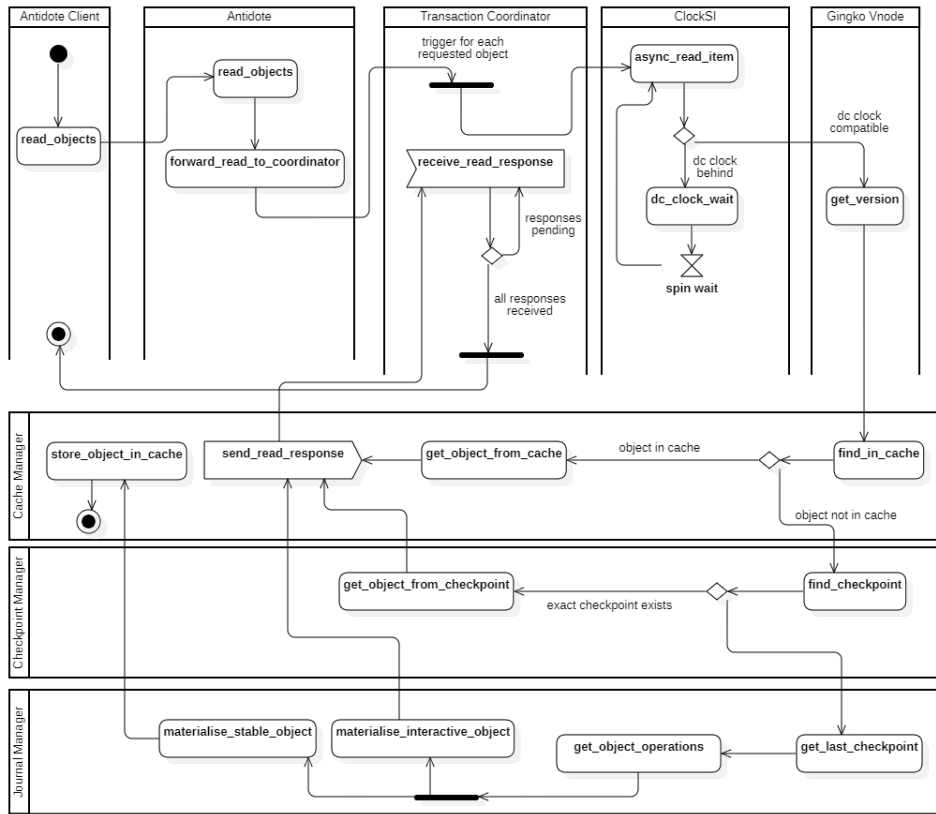 Antidote Client
Antidote
Transaction Coordinator
ClockSI
Gingko Vnode
read_objects
read_objects
forward_read_to_coordinator
trigger for each
requested object
receive_read_response
responses
pending
all responses
received
async_read_item
dc clock
behind
dc_clock_wait
spin wait
dc clock
compatible
get_version
Cache Manager
store_object_in_cache
send_read_response
get_object_from_cache
object in cache
find_in_cache
object not in cache
Checkpoint Manager
get_object_from_checkpoint
exact checkpoint exists
find_checkpoint
Journal Manager
materialise_stable_object
materialise_interactive_object
get_object_operations
get_last_checkpoint